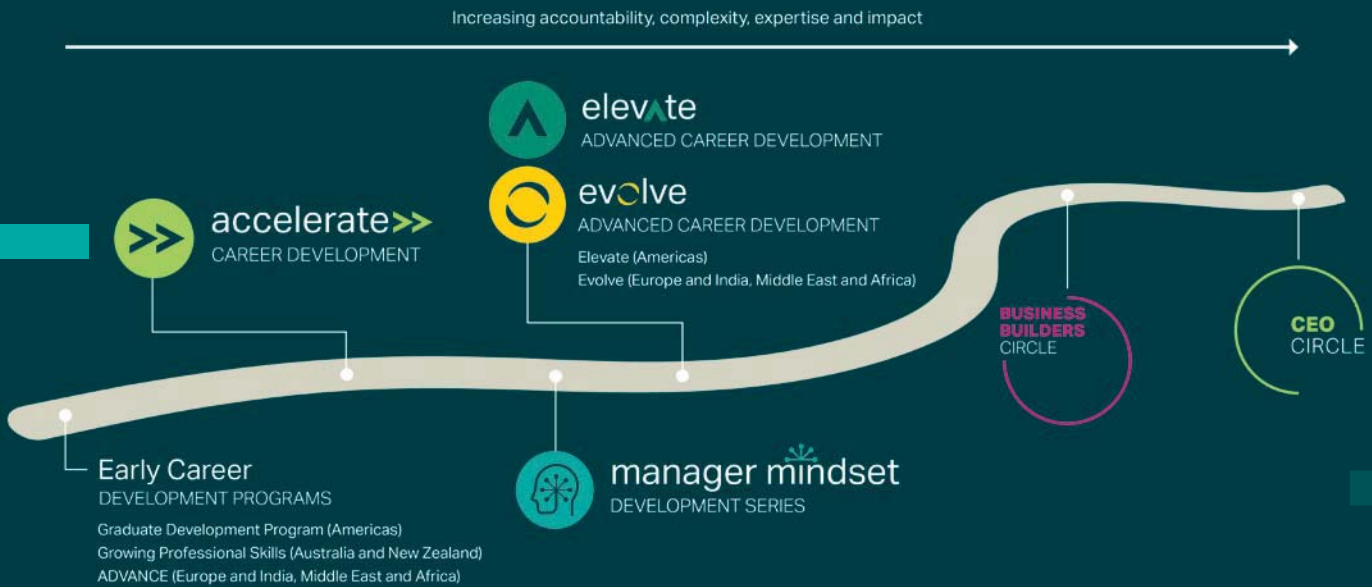 Increasing accountability, complexity, expertise and impact
elevate
ADVANCED CAREER DEVELOPMENT
evolve
ADVANCED CAREER DEVELOPMENT
Elevate (Americas)
Evolve (Europe and India, Middle East and Africa)
accelerate>>
CAREER DEVELOPMENT
BUSINESS
BUILDERS
CIRCLE
CEO
CIRCLE
Early Career
DEVELOPMENT PROGRAMS
Graduate Development Program (Americas)
Growing Professional Skills (Australia and New Zealand)
ADVANCE (Europe and India, Middle East and Africa)
manager mindset
DEVELOPMENT SERIES